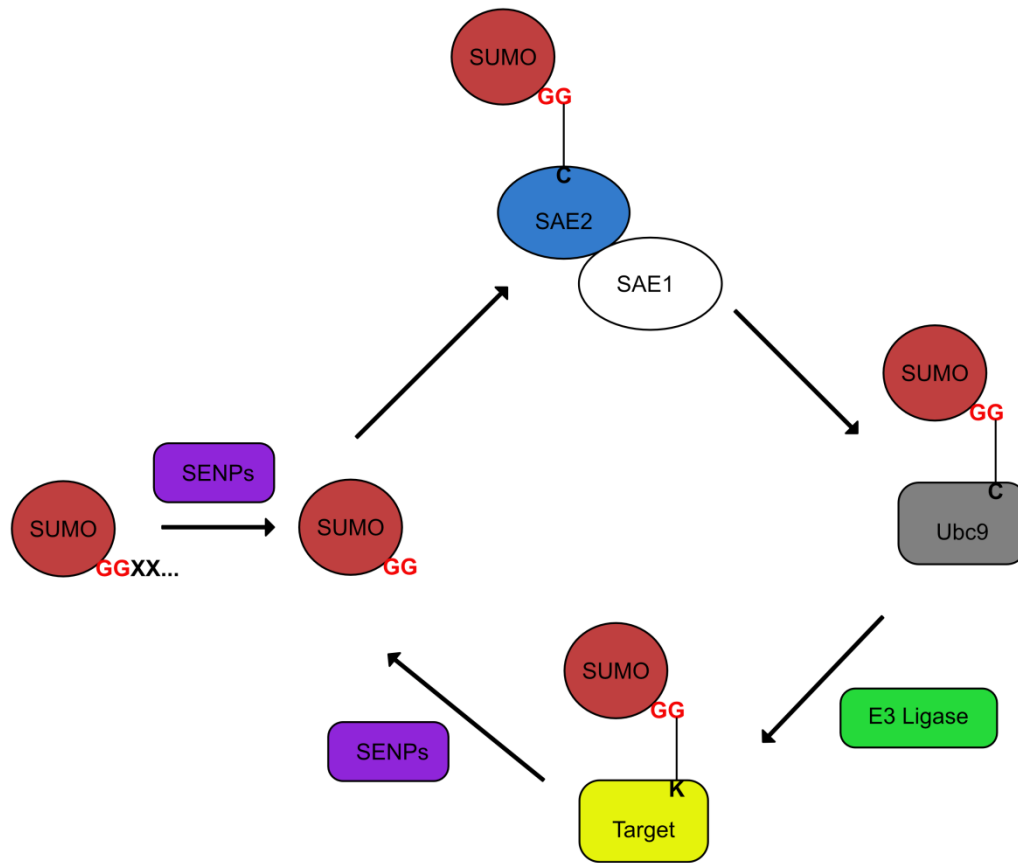 SUMO
GG
C
SAE2
SAE1
SUMO
GG
C
Ubc9
SENPs
SUMO
GGXX...
SUMO
GG
SUMO
GG
K
Target
E3 Ligase
SENPs